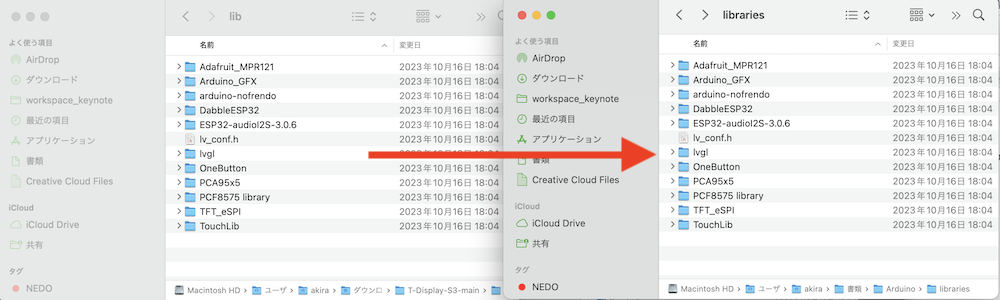 lib
よく使う項目
AirDrop
ダウンロード
workspace_keynote
最近の項目
アプリケーション
書類
Creative Cloud Files
iCloud
iCloud Drive
共有
タグ
NEDO
名前 変更日
Adafruit_MPR121 2023年10月16日 18:04
Arduino_GFX 2023年10月16日 18:04
arduino-nofrendo 2023年10月16日 18:04
DabbleESP32 2023年10月16日 18:04
ESP32-audioI2S-3.0.6 2023年10月16日 18:04
lv_conf.h 2023年10月16日 18:04
lvgl 2023年10月16日 18:04
OneButton 2023年10月16日 18:04
PCA95x5 2023年10月16日 18:04
PCF8575 library 2023年10月16日 18:04
TFT_eSPI 2023年10月16日 18:04
TouchLib 2023年10月16日 18:04
Macintosh HD › ユーザ › akira › ダウンロ › T-Display-S3-main ›
libraries
よく使う項目
AirDrop
ダウンロード
workspace_keynote
最近の項目
アプリケーション
書類
Creative Cloud Files
iCloud
iCloud Drive
共有
タグ
NEDO
名前 変更日
Adafruit_MPR121 2023年10月16日 18:04
Arduino_GFX 2023年10月16日 18:04
arduino-nofrendo 2023年10月16日 18:04
DabbleESP32 2023年10月16日 18:04
ESP32-audioI2S-3.0.6 2023年10月16日 18:04
lv_conf.h 2023年10月16日 18:04
lvgl 2023年10月16日 18:04
OneButton 2023年10月16日 18:04
PCA95x5 2023年10月16日 18:04
PCF8575 library 2023年10月16日 18:04
TFT_eSPI 2023年10月16日 18:04
TouchLib 2023年10月16日 18:04
Macintosh HD › ユーザ › akira › 書類 › Arduino › libraries